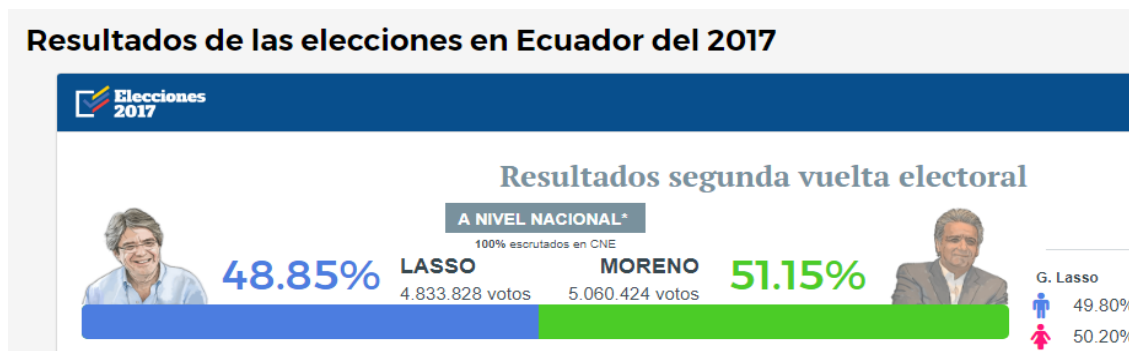 Resultados de las elecciones en Ecuador del 2017
Elecciones
2017
Resultados segunda vuelta electoral
A NIVEL NACIONAL*
100% escrutados en CNE
48.85%
LASSO
4.833.828 votos
MORENO
5.060.424 votos
51.15%
G. Lasso
49.80%
50.20%